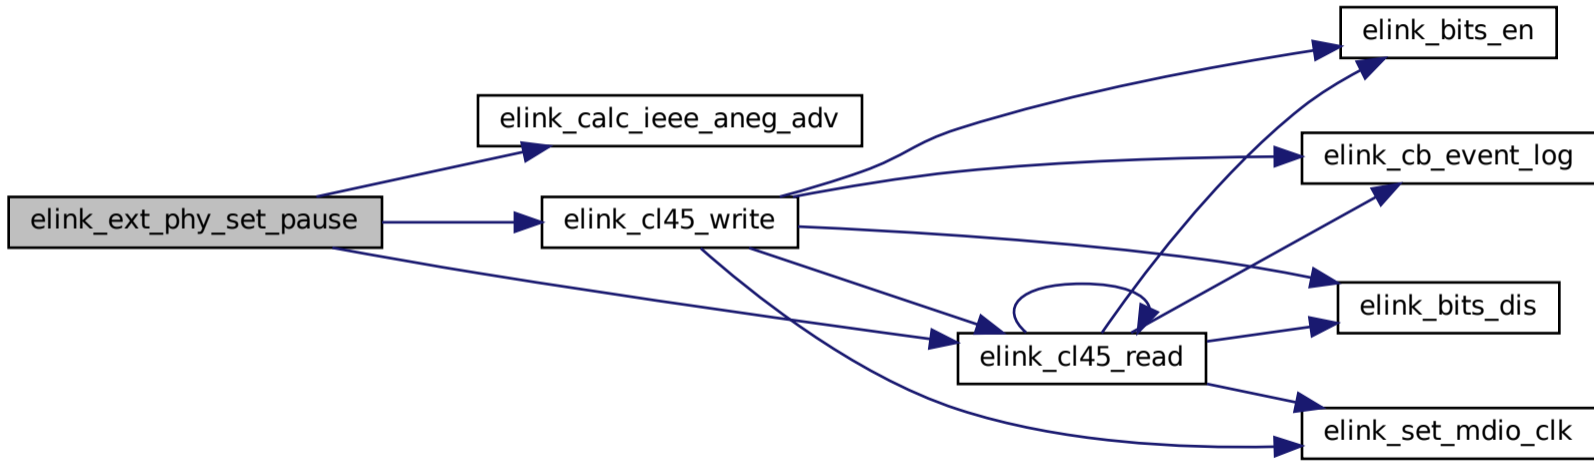 elink_ext_phy_set_pause
elink_calc_ieee_aneg_adv
elink_cl45_write
elink_cl45_read
elink_bits_en
elink_cb_event_log
elink_bits_dis
elink_set_mdio_clk